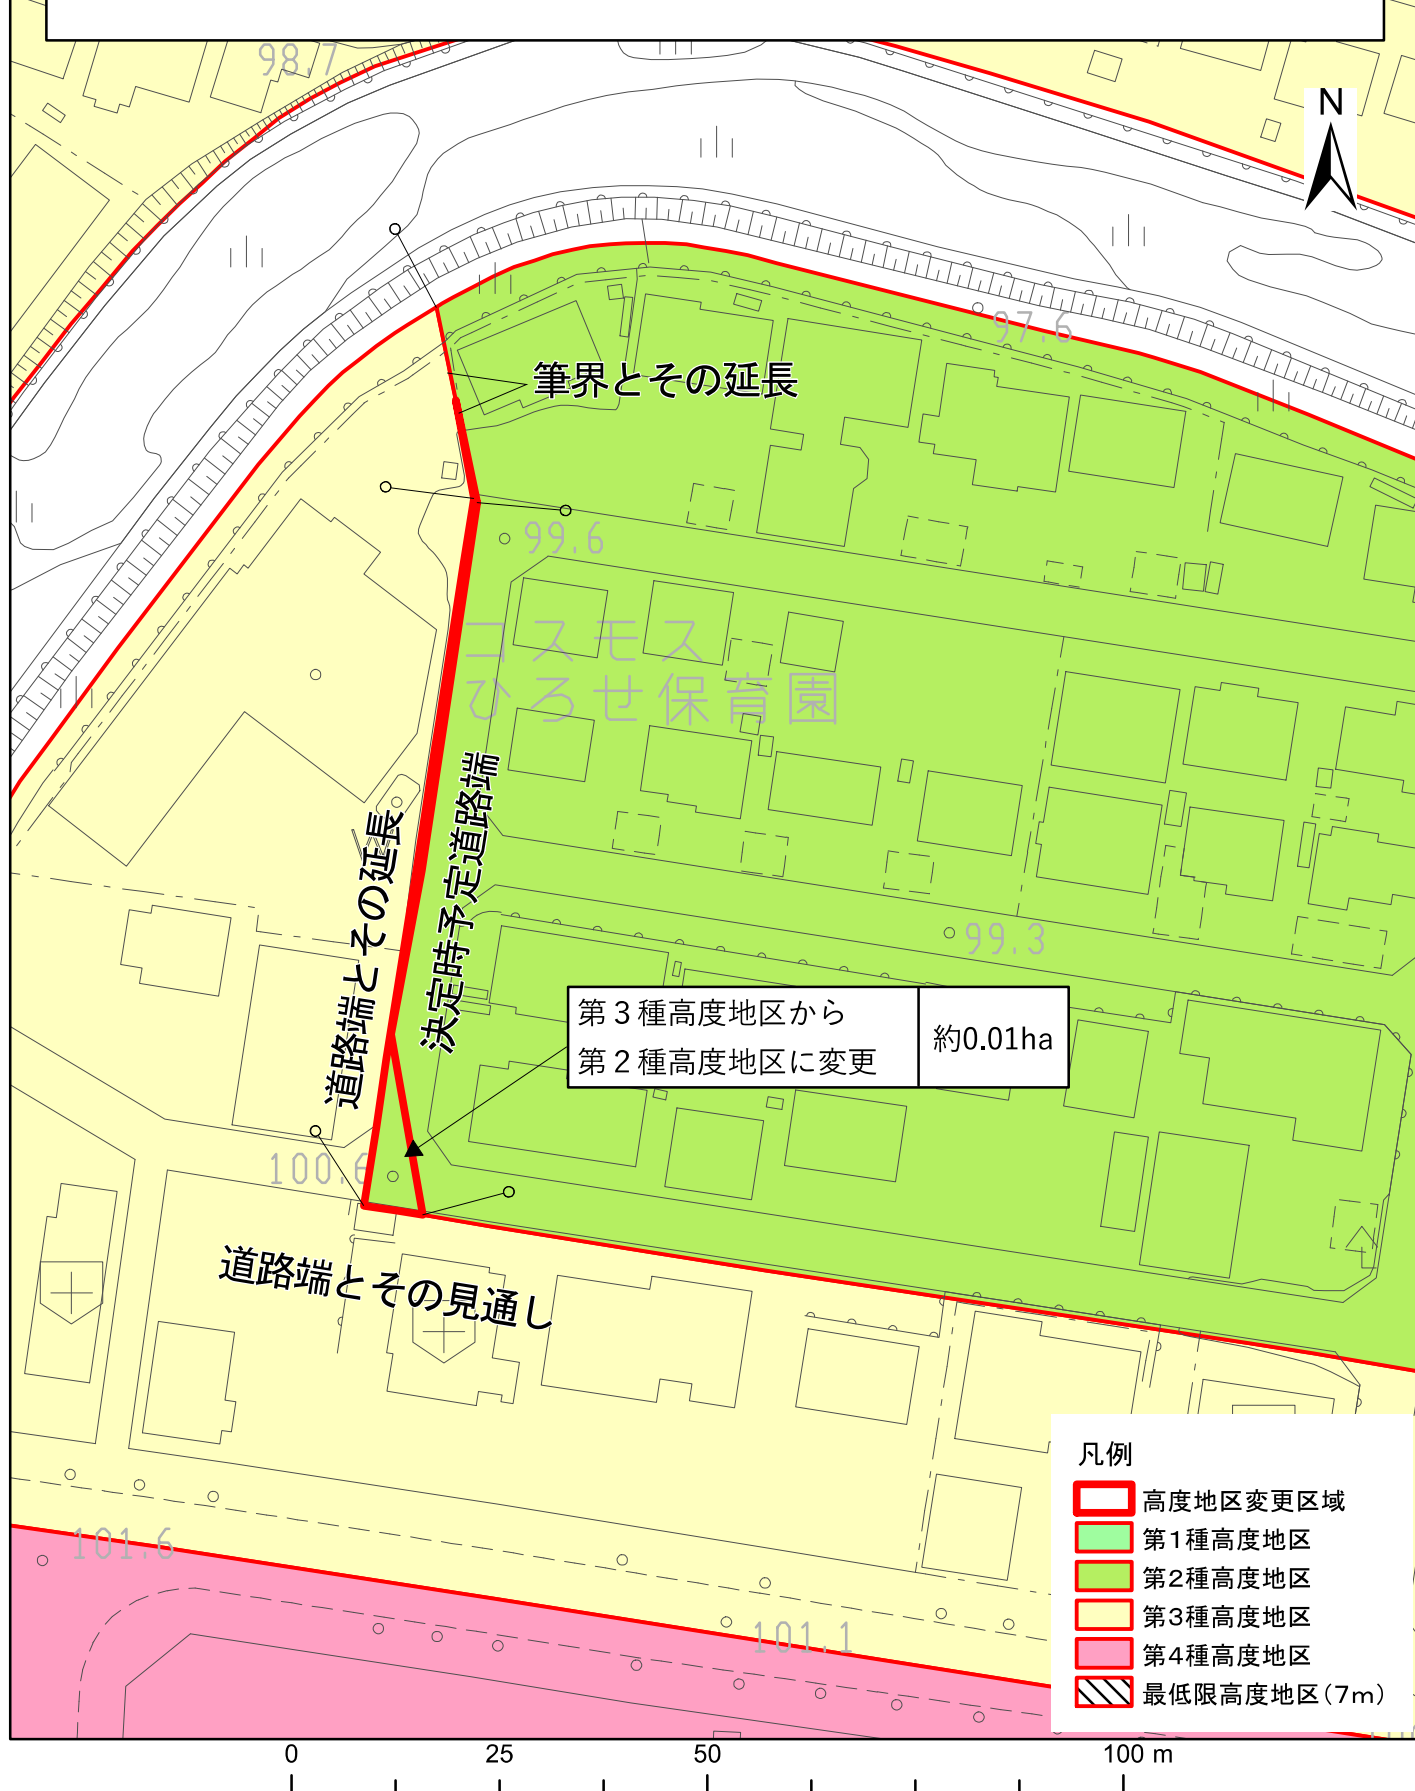 98.7
N
97.6
筆界とその延長
99.6
コスモス
ひろせ保育園
決定時予定道路端
道路端とその延長
99.3
第3種高度地区から
第2種高度地区に変更
約0.01ha
100.6
道路端とその見通し
凡例
高度地区変更区域
第1種高度地区
第2種高度地区
第3種高度地区
第4種高度地区
最低限高度地区(7m)
101.6
101.1
0 25 50 100 m